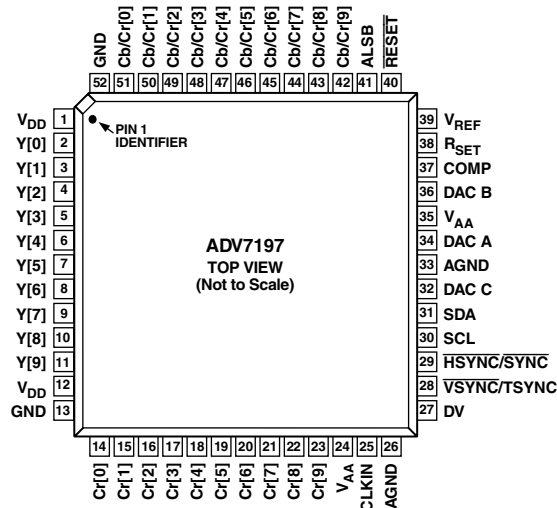 GND
Cb/Cr[0]
Cb/Cr[1]
Cb/Cr[2]
Cb/Cr[3]
Cb/Cr[4]
Cb/Cr[5]
Cb/Cr[6]
Cb/Cr[7]
Cb/Cr[8]
Cb/Cr[9]
ALSB
RESET
52 51 50 49 48 47 46 45 44 43 42 41 40
VDD 1
Y[0] 2
Y[1] 3
Y[2] 4
Y[3] 5
Y[4] 6
Y[5] 7
Y[6] 8
Y[7] 9
Y[8] 10
Y[9] 11
VDD 12
GND 13
PIN 1
IDENTIFIER
ADV7197
TOP VIEW
(Not to Scale)
39 VREF
38 RSET
37 COMP
36 DAC B
35 VAA
34 DAC A
33 AGND
32 DAC C
31 SDA
30 SCL
29 HSYNC/SYNC
28 VSYNC/TSYNC
27 DV
14 15 16 17 18 19 20 21 22 23 24 25 26
Cr[0]
Cr[1]
Cr[2]
Cr[3]
Cr[4]
Cr[5]
Cr[6]
Cr[7]
Cr[8]
Cr[9]
VAA
CLKIN
AGND